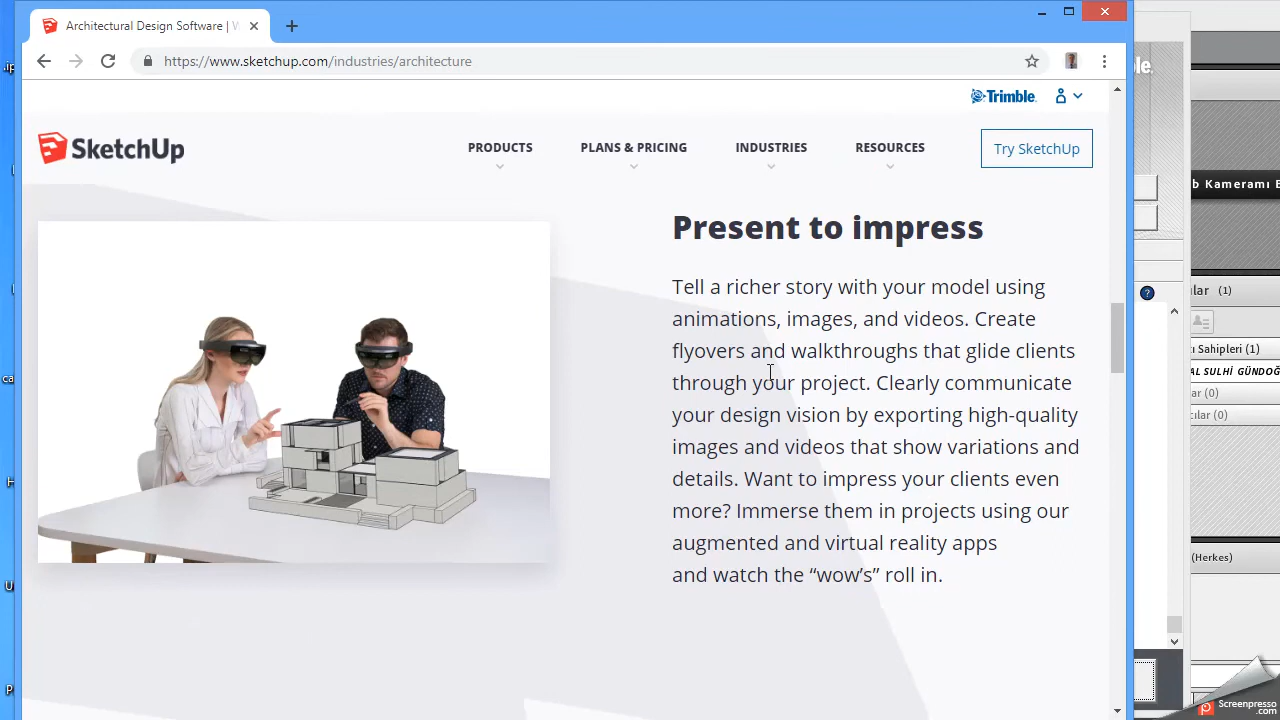 Architectural Design Software |
https://www.sketchup.com/industries/architecture
Trimble.
SketchUp
PRODUCTS
PLANS & PRICING
INDUSTRIES
RESOURCES
Try SketchUp
Present to impress
Tell a richer story with your model using
animations, images, and videos. Create
flyovers and walkthroughs that glide clients
through your project. Clearly communicate
your design vision by exporting high-quality
images and videos that show variations and
details. Want to impress your clients even
more? Immerse them in projects using our
augmented and virtual reality apps
and watch the “wow’s” roll in.
le.
b Kameramı B
ular (1)
Sahipleri (1)
AL SULHİ GÜNDOĞ
(0)
cılar (0)
(Herkes)
Screenpresso
.com